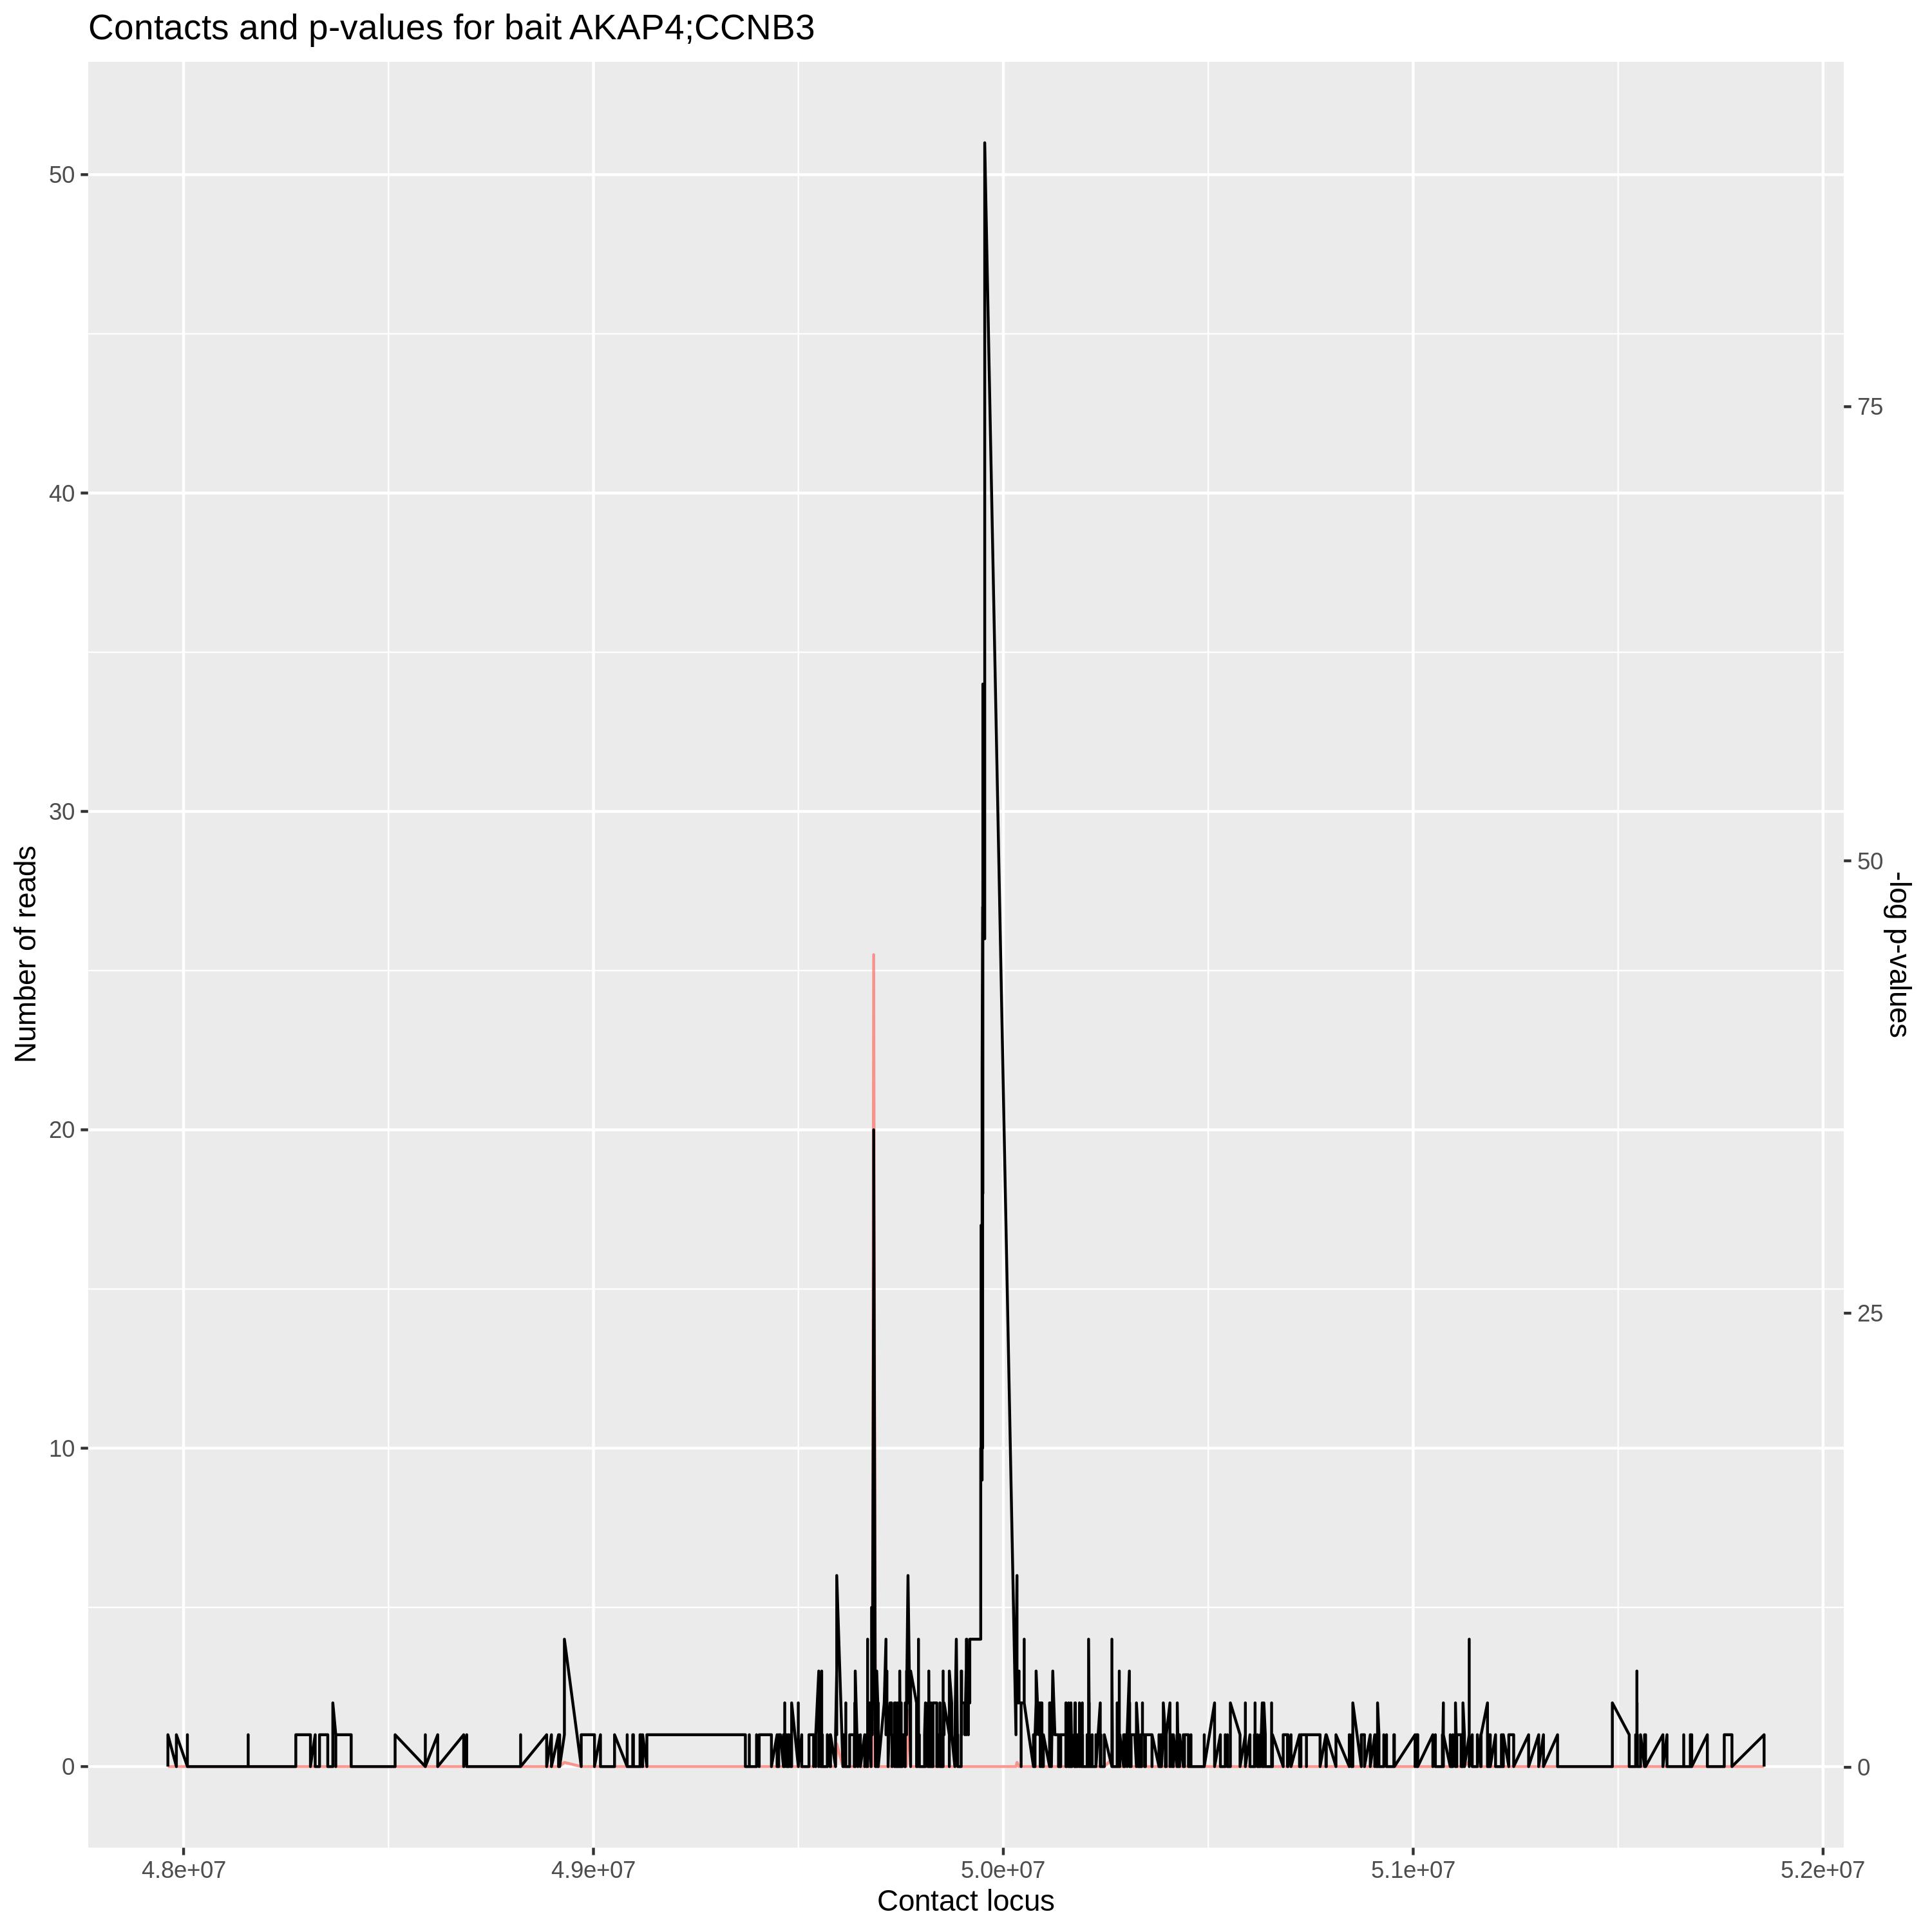 Contacts and p-values for bait AKAP4;CCNB3
50
40
30
20
10
0
Number of reads
75
50
25
0
-log p-values
4.8e+07
4.9e+07
5.0e+07
5.1e+07
5.2e+07
Contact locus